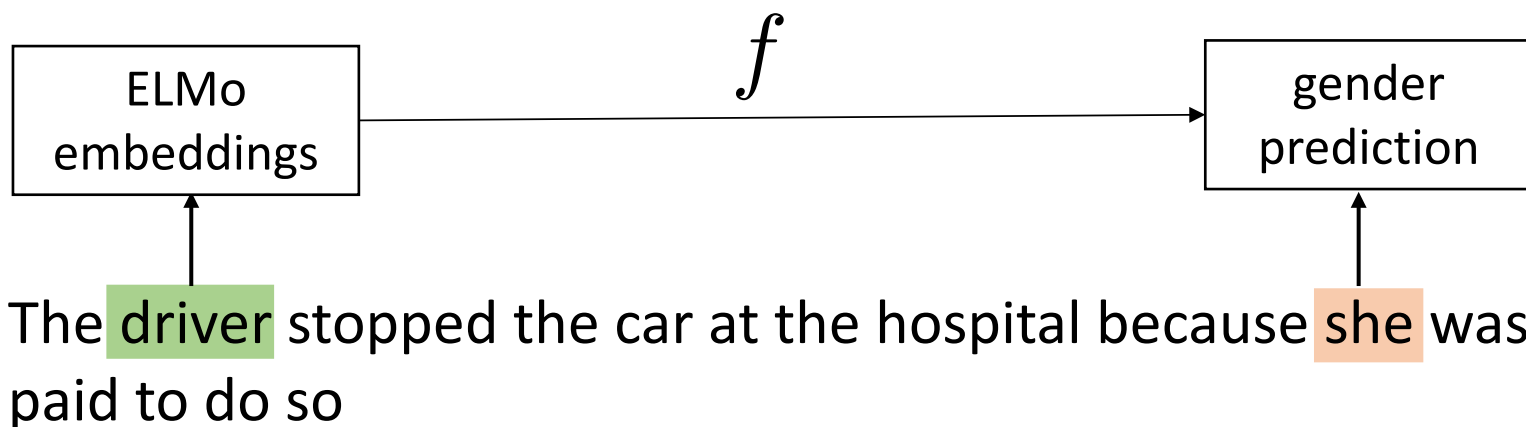 ELMo
embeddings
f
gender
prediction
The driver stopped the car at the hospital because she was
paid to do so